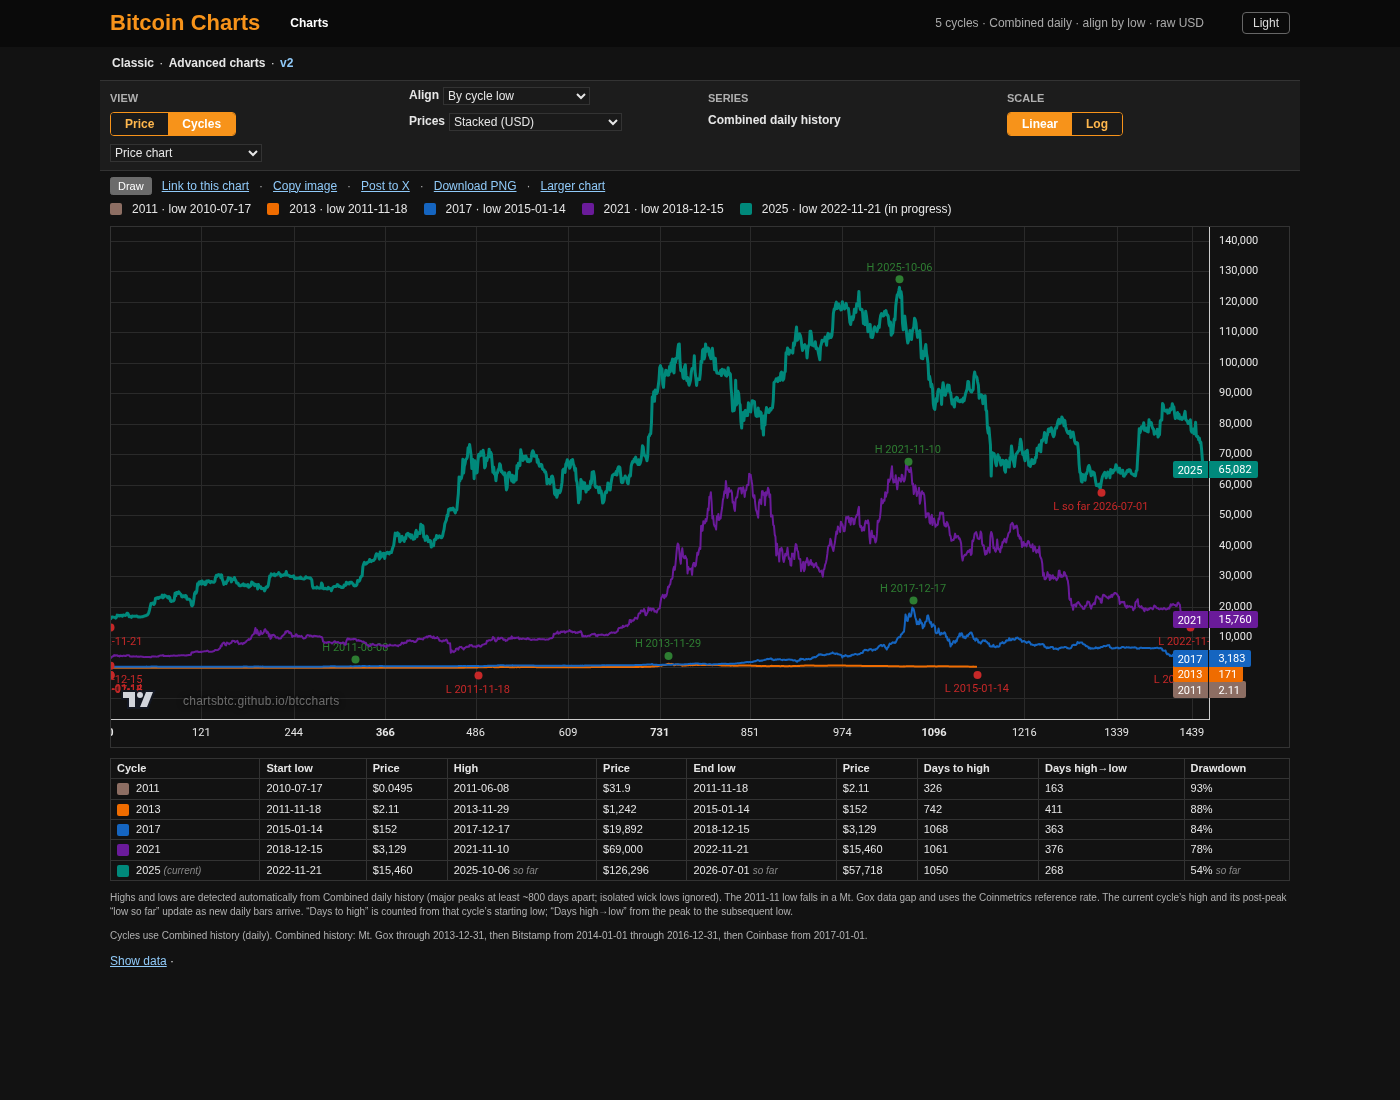 Bitcoin Charts Charts 5 cycles · Combined daily · align by low · raw USD Light
Classic · Advanced charts · v2
VIEW
Price Cycles
Price chart
Align By cycle low
Prices Stacked (USD)
SERIES
Combined daily history
SCALE
Linear Log
Draw Link to this chart · Copy image · Post to X · Download PNG · Larger chart
2011 · low 2010-07-17 2013 · low 2011-11-18 2017 · low 2015-01-14 2021 · low 2018-12-15 2025 · low 2022-11-21 (in progress)
140,000
H 2025-10-06 130,000
120,000
110,000
100,000
90,000
80,000
H 2021-11-10 70,000
2025 65,082
60,000
L so far 2026-07-01
50,000
40,000
30,000
H 2017-12-17
20,000
2021 15,760
-11-21 H 2011-06-08 H 2013-11-29 L 2022-11- 10,000
2017 3,183
12-15 L 20 2013 171
L 2011-11-18 L 2015-01-14 2011 2.11
chartsbtc.github.io/btccharts
121 244 366 486 609 731 851 974 1096 1216 1339 1439
Cycle Start low Price High Price End low Price Days to high Days high→low Drawdown
2011 2010-07-17 $0.0495 2011-06-08 $31.9 2011-11-18 $2.11 326 163 93%
2013 2011-11-18 $2.11 2013-11-29 $1,242 2015-01-14 $152 742 411 88%
2017 2015-01-14 $152 2017-12-17 $19,892 2018-12-15 $3,129 1068 363 84%
2021 2018-12-15 $3,129 2021-11-10 $69,000 2022-11-21 $15,460 1061 376 78%
2025 (current) 2022-11-21 $15,460 2025-10-06 so far $126,296 2026-07-01 so far $57,718 1050 268 54% so far
Highs and lows are detected automatically from Combined daily history (major peaks at least ~800 days apart; isolated wick lows ignored). The 2011-11 low falls in a Mt. Gox data gap and uses the Coinmetrics reference rate. The current cycle’s high and its post-peak
“low so far” update as new daily bars arrive. “Days to high” is counted from that cycle’s starting low; “Days high→low” from the peak to the subsequent low.
Cycles use Combined history (daily). Combined history: Mt. Gox through 2013-12-31, then Bitstamp from 2014-01-01 through 2016-12-31, then Coinbase from 2017-01-01.
Show data ·